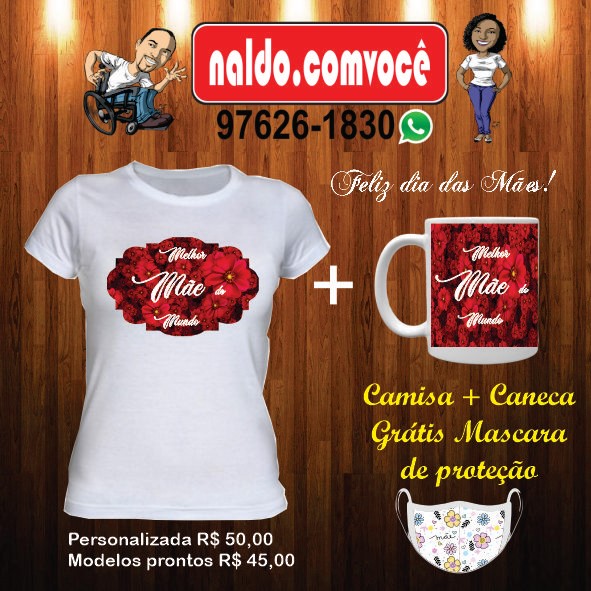 naldo.comvocê
97626-1830
Feliz dia das Mães!
Melhor
Mãe do
Mundo
+
Melhor
Mãe do
Mundo
Camisa + Caneca
Grátis Mascara
de proteção
mãe
Personalizada R$ 50,00
Modelos prontos R$ 45,00